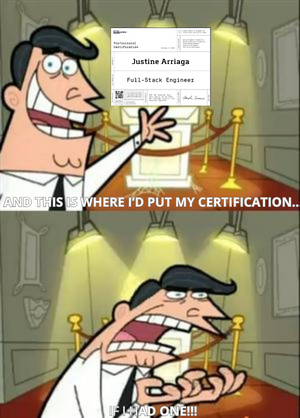 Professional
Certification
Justine Arriaga
Full-Stack Engineer
AND THIS IS WHERE I'D PUT MY CERTIFICATION..
IF I HAD ONE!!!